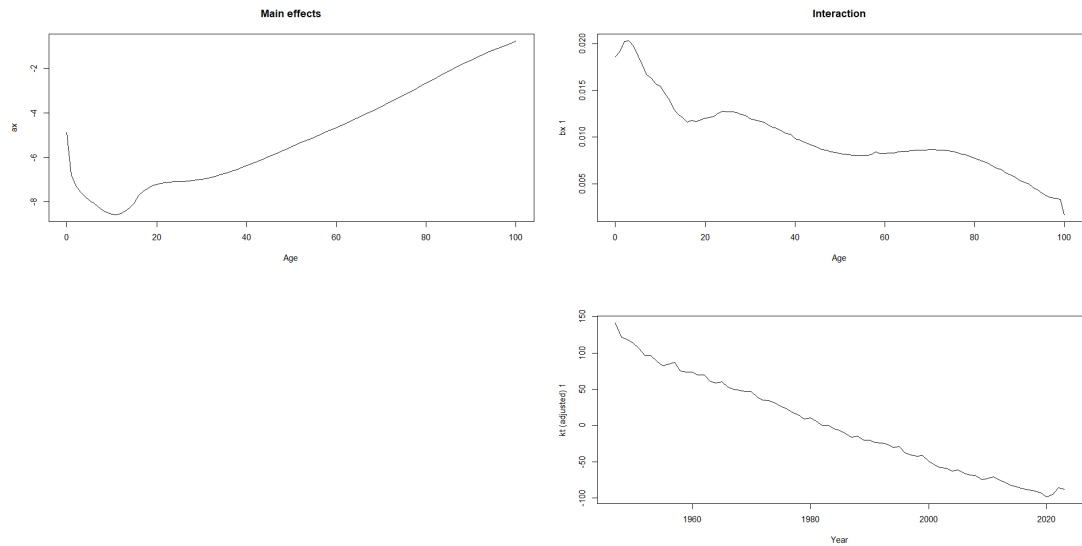 Main effects
ax
-2
-4
-6
-8
0 20 40 60 80 100
Age
Interaction
bx 1
0.020
0.015
0.010
0.005
0 20 40 60 80 100
Age
kt (adjusted) 1
150
100
50
0
-50
-100
1960 1980 2000 2020
Year